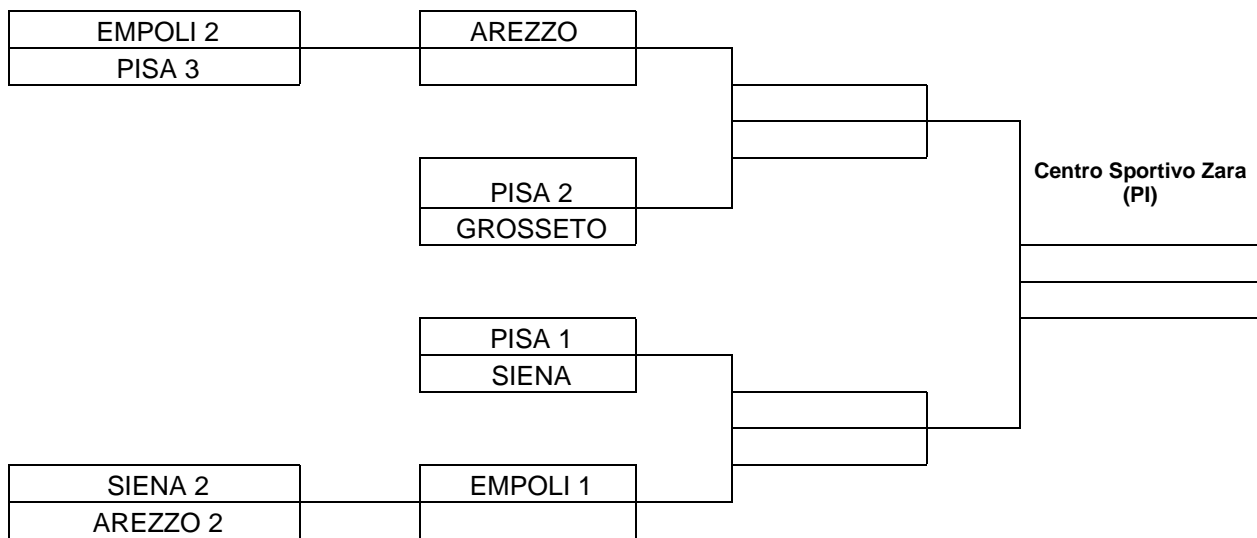 EMPOLI 2
PISA 3
AREZZO
PISA 2
GROSSETO
Centro Sportivo Zara
(PI)
PISA 1
SIENA
SIENA 2
AREZZO 2
EMPOLI 1